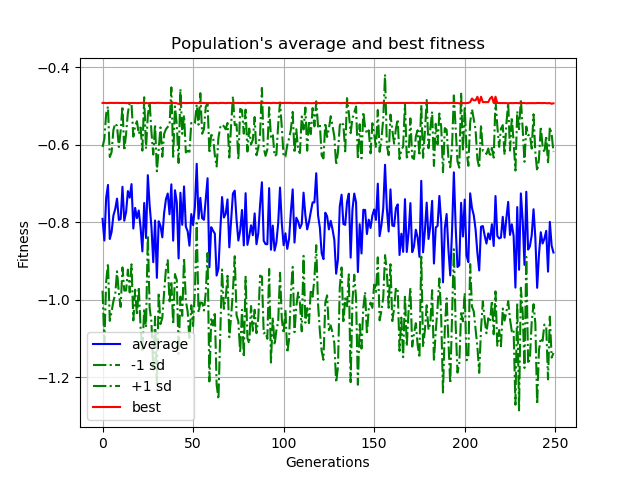 Population's average and best fitness
Fitness
−0.4
−0.6
−0.8
−1.0
−1.2
average
-1 sd
+1 sd
best
0 50 100 150 200 250
Generations